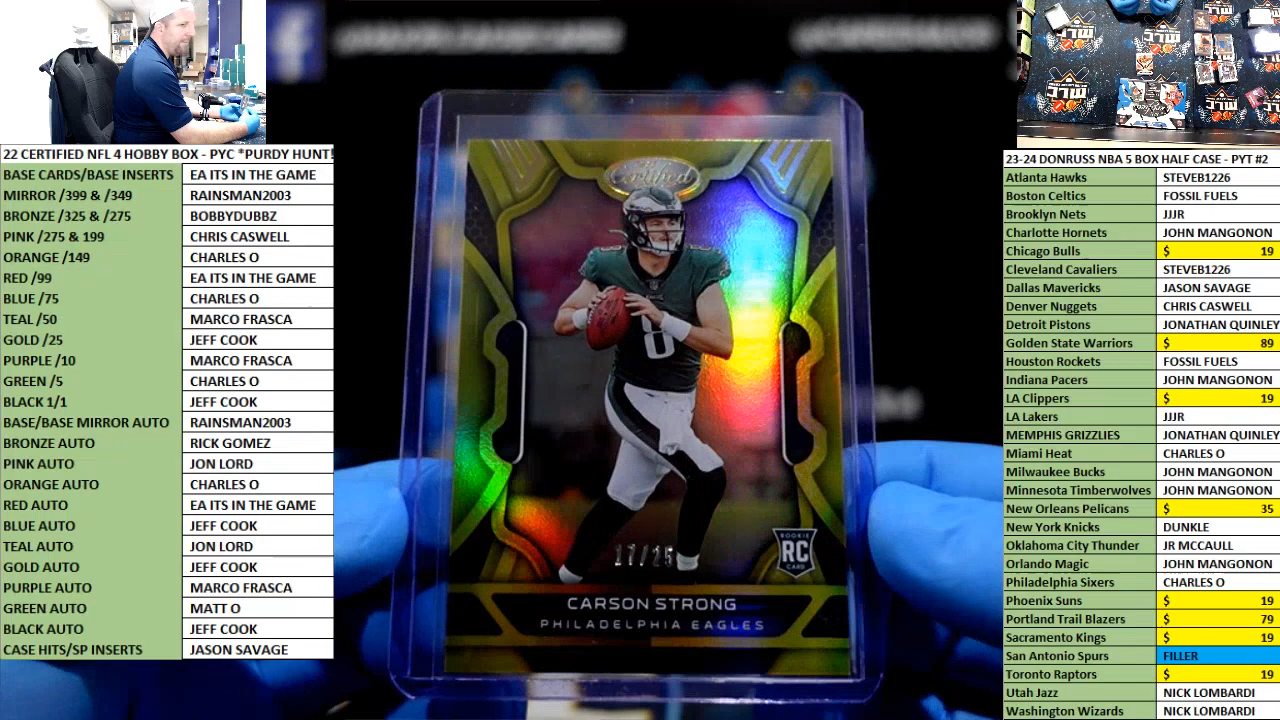 22 CERTIFIED NFL 4 HOBBY BOX - PYC *PURDY HUNT!
BASE CARDS/BASE INSERTS EA ITS IN THE GAME
MIRROR /399 & /349 RAINSMAN2003
BRONZE /325 & /275 BOBBYDUBBZ
PINK /275 & 199 CHRIS CASWELL
ORANGE /149 CHARLES O
RED /99 EA ITS IN THE GAME
BLUE /75 CHARLES O
TEAL /50 MARCO FRASCA
GOLD /25 JEFF COOK
PURPLE /10 MARCO FRASCA
GREEN /5 CHARLES O
BLACK 1/1 JEFF COOK
BASE/BASE MIRROR AUTO RAINSMAN2003
BRONZE AUTO RICK GOMEZ
PINK AUTO JON LORD
ORANGE AUTO CHARLES O
RED AUTO EA ITS IN THE GAME
BLUE AUTO JEFF COOK
TEAL AUTO JON LORD
GOLD AUTO JEFF COOK
PURPLE AUTO MARCO FRASCA
GREEN AUTO MATT O
BLACK AUTO JEFF COOK
CASE HITS/SP INSERTS JASON SAVAGE
Certified
8
17/25
ROOKIE
RC
CARD
CARSON STRONG
PHILADELPHIA EAGLES
23-24 DONRUSS NBA 5 BOX HALF CASE - PYT #2
Atlanta Hawks STEVEB1226
Boston Celtics FOSSIL FUELS
Brooklyn Nets JJJR
Charlotte Hornets JOHN MANGONON
Chicago Bulls $ 19
Cleveland Cavaliers STEVEB1226
Dallas Mavericks JASON SAVAGE
Denver Nuggets CHRIS CASWELL
Detroit Pistons JONATHAN QUINLEY
Golden State Warriors $ 89
Houston Rockets FOSSIL FUELS
Indiana Pacers JOHN MANGONON
LA Clippers $ 19
LA Lakers JJJR
MEMPHIS GRIZZLIES JONATHAN QUINLEY
Miami Heat CHARLES O
Milwaukee Bucks JOHN MANGONON
Minnesota Timberwolves JOHN MANGONON
New Orleans Pelicans $ 35
New York Knicks DUNKLE
Oklahoma City Thunder JR MCCAULL
Orlando Magic JOHN MANGONON
Philadelphia Sixers CHARLES O
Phoenix Suns $ 19
Portland Trail Blazers $ 79
Sacramento Kings $ 19
San Antonio Spurs FILLER
Toronto Raptors $ 19
Utah Jazz NICK LOMBARDI
Washington Wizards NICK LOMBARDI